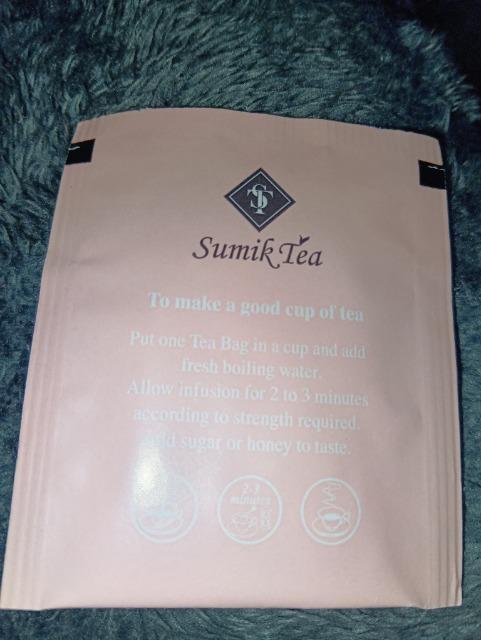 ST
Sumik Tea
To make a good cup of tea
Put one Tea Bag in a cup and add
fresh boiling water.
Allow infusion for 2 to 3 minutes
according to strength required.
Add sugar or honey to taste.
2-3
minutes